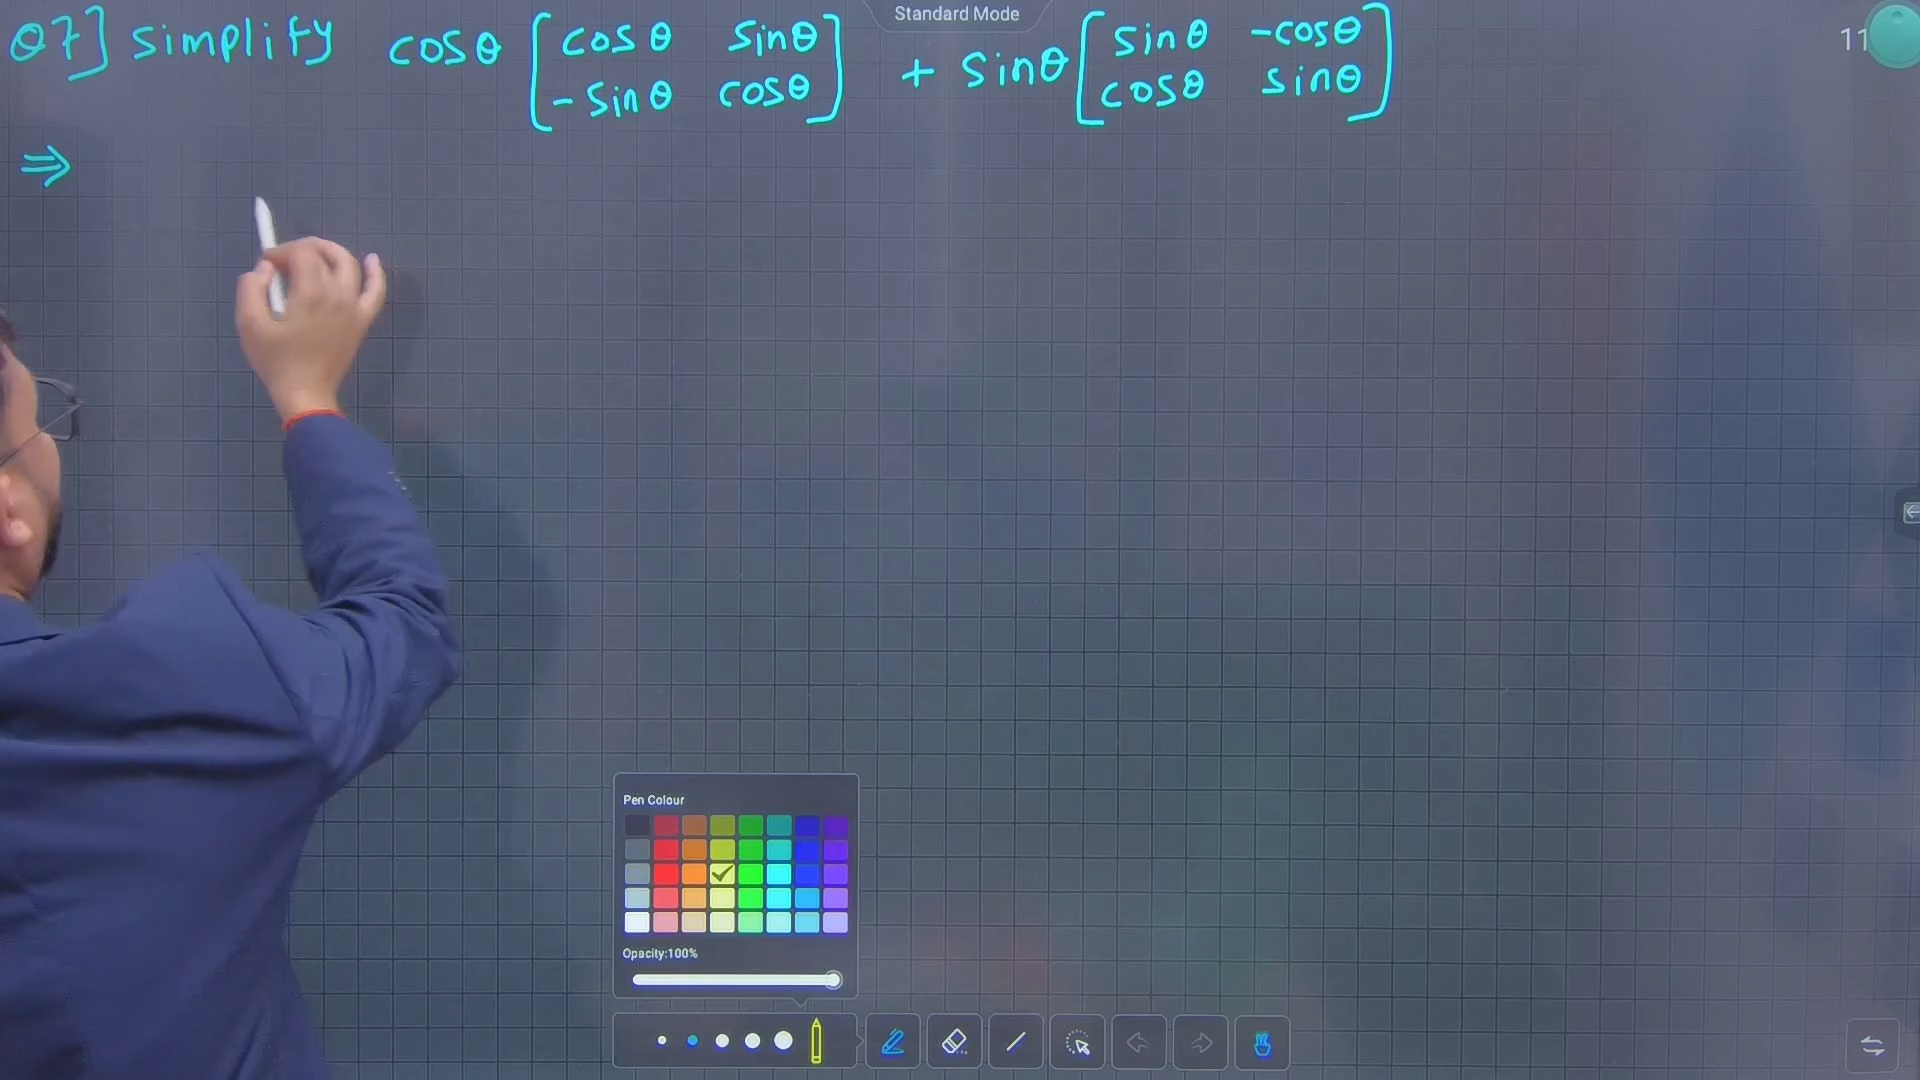 Standard Mode
Q7] Simplify cosθ [cosθ sinθ + sinθ [sinθ -cosθ
-sinθ cosθ] cosθ sinθ]
11
⇒
Pen Colour
Opacity:100%